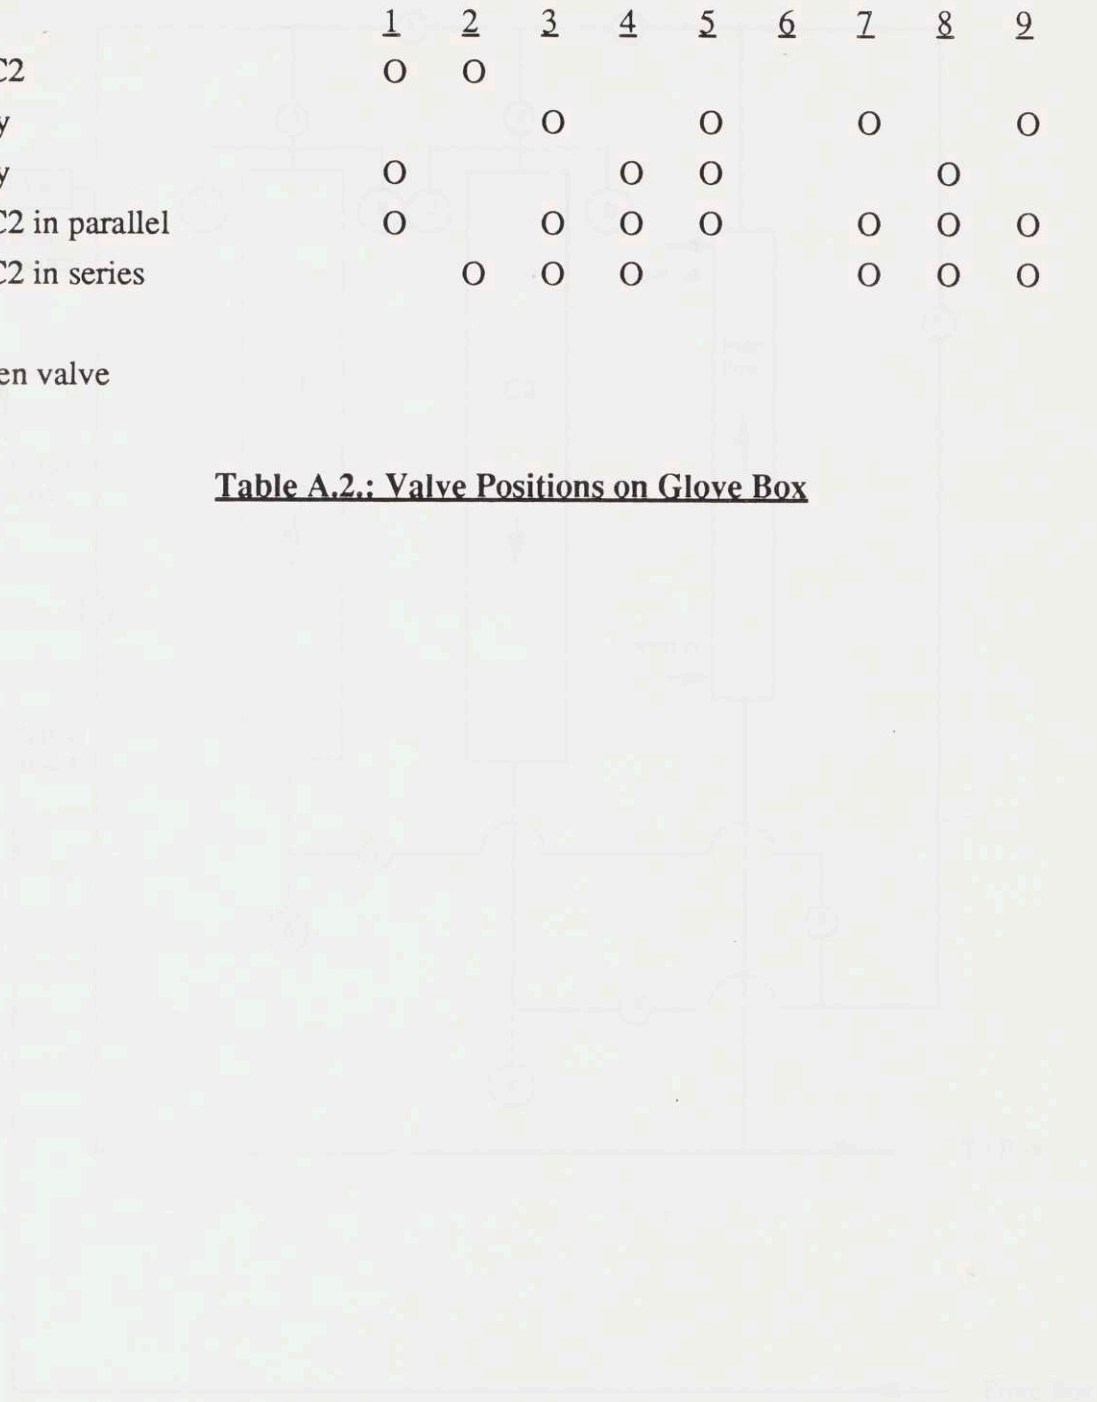 1 2 3 4 5 6 7 8 9
C2 O O
y O O O O
y O O O O
C2 in parallel O O O O O O O
C2 in series O O O O O O
en valve
Table A.2.: Valve Positions on Glove Box